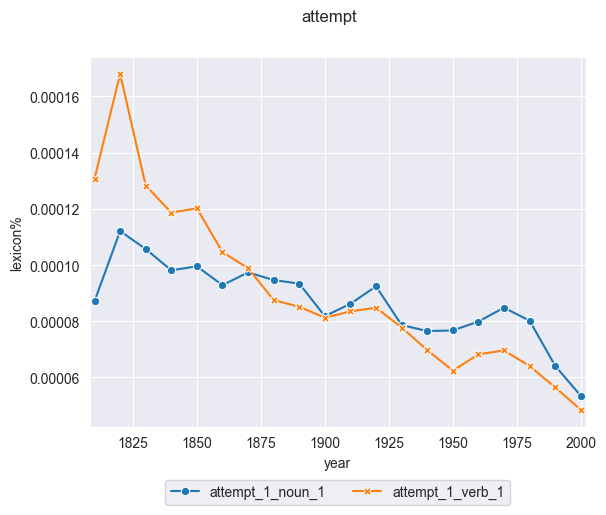 attempt
0.00016
0.00014
0.00012
0.00010
0.00008
0.00006
lexicon%
1825 1850 1875 1900 1925 1950 1975 2000
year
attempt_1_noun_1 attempt_1_verb_1